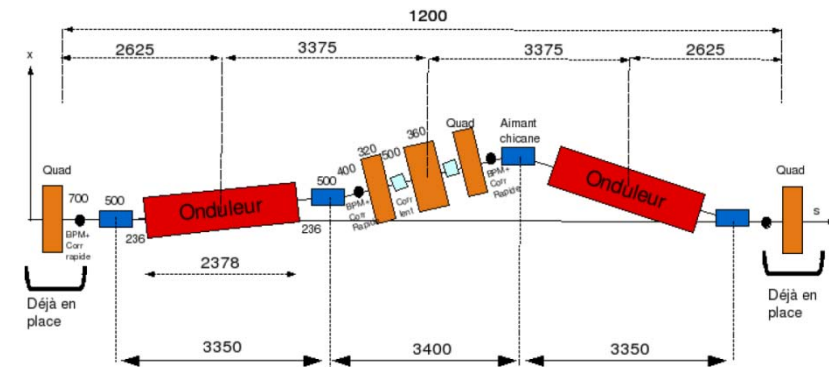 1200
2625
3375
3375
2625
x
Quad
700
500
Onduleur
236
236
500
400
320
500
360
Quad
Aimant
chicane
Onduleur
Quad
S
BPM+
Corr
rapide
BPM+
Corr
Rapide
Corr
lent
BPM+
Corr
Rapide
2378
Déjà en
place
Déjà en
place
3350
3400
3350